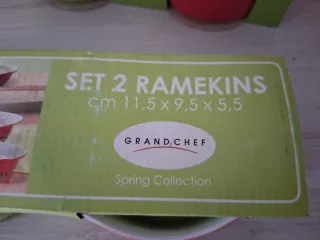 SET 2 RAMEKINS
cm 11,5 x 9,5 x 5,5
GRAND CHEF
Spring Collection